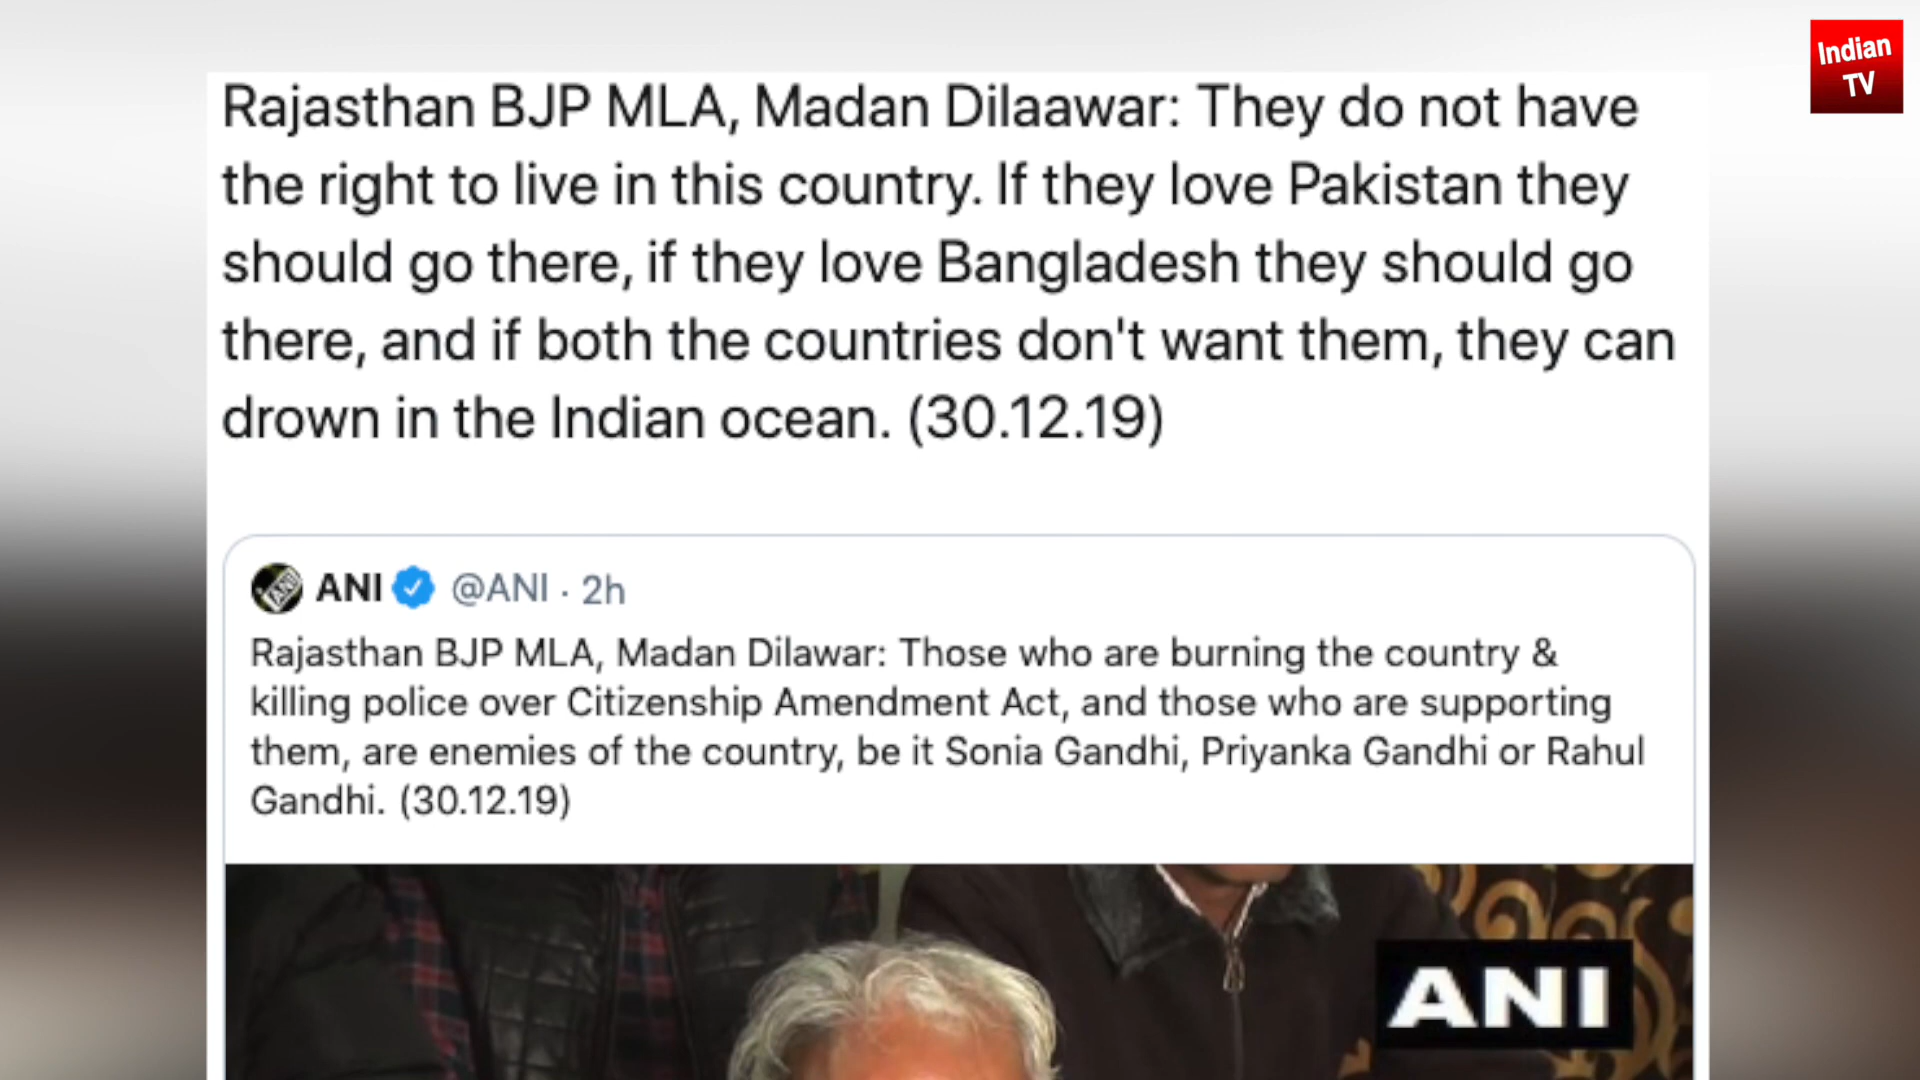 Indian
TV
Rajasthan BJP MLA, Madan Dilaawar: They do not have
the right to live in this country. If they love Pakistan they
should go there, if they love Bangladesh they should go
there, and if both the countries don't want them, they can
drown in the Indian ocean. (30.12.19)
ANI @ANI · 2h
Rajasthan BJP MLA, Madan Dilawar: Those who are burning the country &
killing police over Citizenship Amendment Act, and those who are supporting
them, are enemies of the country, be it Sonia Gandhi, Priyanka Gandhi or Rahul
Gandhi. (30.12.19)
ANI